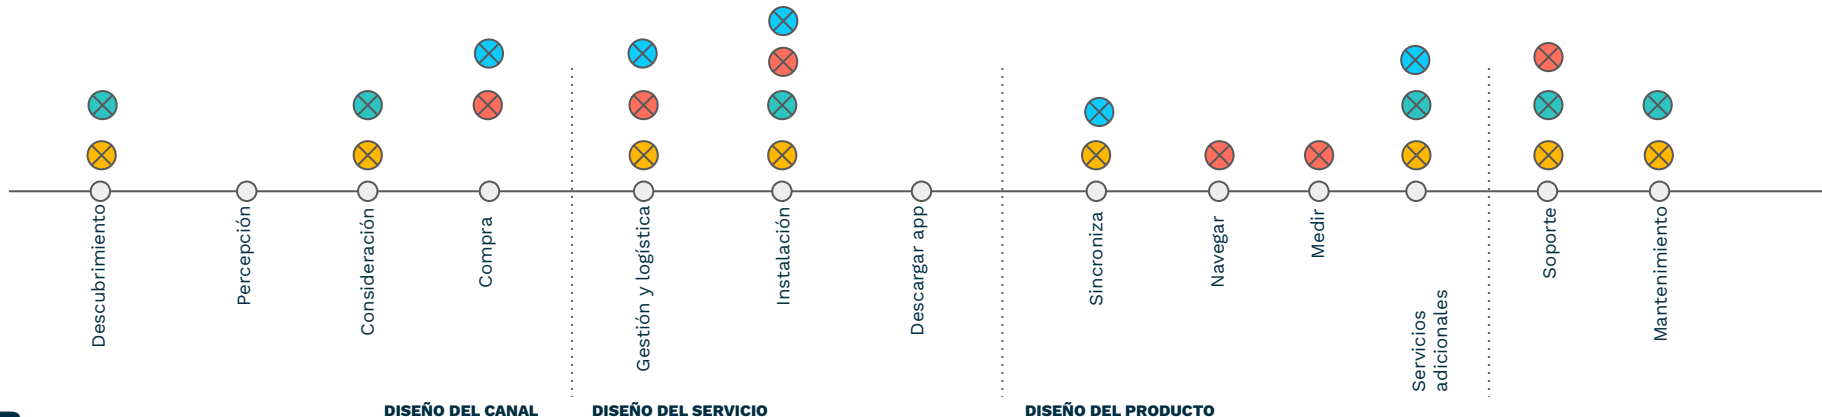 Descubrimiento
Percepción
Consideración
Compra
Gestión y logística
Instalación
Descargar app
Sincroniza
Navegar
Medir
Servicios
adicionales
Soporte
Mantenimiento
DISEÑO DEL CANAL
DISEÑO DEL SERVICIO
DISEÑO DEL PRODUCTO